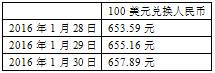 100 美元兑换人民币
2016 年 1 月 28 日 653.59 元
2016 年 1 月 29 日 655.16 元
2016 年 1 月 30 日 657.89 元